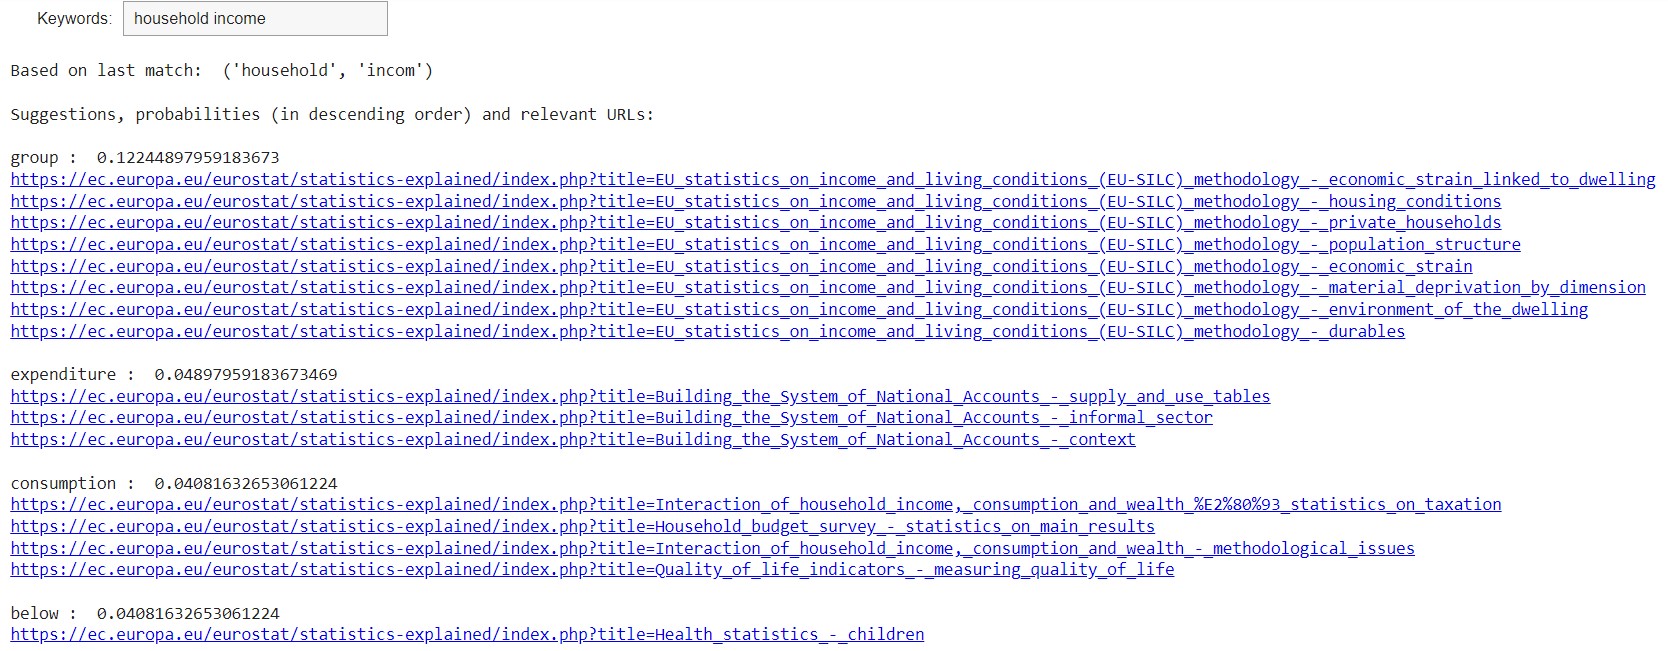 Keywords: household income
Based on last match:  ('household', 'incom')
Suggestions, probabilities (in descending order) and relevant URLs:
group :  0.12244897959183673
https://ec.europa.eu/eurostat/statistics-explained/index.php?title=EU_statistics_on_income_and_living_conditions_(EU-SILC)_methodology_-_economic_strain_linked_to_dwelling
https://ec.europa.eu/eurostat/statistics-explained/index.php?title=EU_statistics_on_income_and_living_conditions_(EU-SILC)_methodology_-_housing_conditions
https://ec.europa.eu/eurostat/statistics-explained/index.php?title=EU_statistics_on_income_and_living_conditions_(EU-SILC)_methodology_-_private_households
https://ec.europa.eu/eurostat/statistics-explained/index.php?title=EU_statistics_on_income_and_living_conditions_(EU-SILC)_methodology_-_population_structure
https://ec.europa.eu/eurostat/statistics-explained/index.php?title=EU_statistics_on_income_and_living_conditions_(EU-SILC)_methodology_-_economic_strain
https://ec.europa.eu/eurostat/statistics-explained/index.php?title=EU_statistics_on_income_and_living_conditions_(EU-SILC)_methodology_-_material_deprivation_by_dimension
https://ec.europa.eu/eurostat/statistics-explained/index.php?title=EU_statistics_on_income_and_living_conditions_(EU-SILC)_methodology_-_environment_of_the_dwelling
https://ec.europa.eu/eurostat/statistics-explained/index.php?title=EU_statistics_on_income_and_living_conditions_(EU-SILC)_methodology_-_durables
expenditure :  0.04897959183673469
https://ec.europa.eu/eurostat/statistics-explained/index.php?title=Building_the_System_of_National_Accounts_-_supply_and_use_tables
https://ec.europa.eu/eurostat/statistics-explained/index.php?title=Building_the_System_of_National_Accounts_-_informal_sector
https://ec.europa.eu/eurostat/statistics-explained/index.php?title=Building_the_System_of_National_Accounts_-_context
consumption :  0.04081632653061224
https://ec.europa.eu/eurostat/statistics-explained/index.php?title=Interaction_of_household_income,_consumption_and_wealth_%E2%80%93_statistics_on_taxation
https://ec.europa.eu/eurostat/statistics-explained/index.php?title=Household_budget_survey_-_statistics_on_main_results
https://ec.europa.eu/eurostat/statistics-explained/index.php?title=Interaction_of_household_income,_consumption_and_wealth_-_methodological_issues
https://ec.europa.eu/eurostat/statistics-explained/index.php?title=Quality_of_life_indicators_-_measuring_quality_of_life
below :  0.04081632653061224
https://ec.europa.eu/eurostat/statistics-explained/index.php?title=Health_statistics_-_children